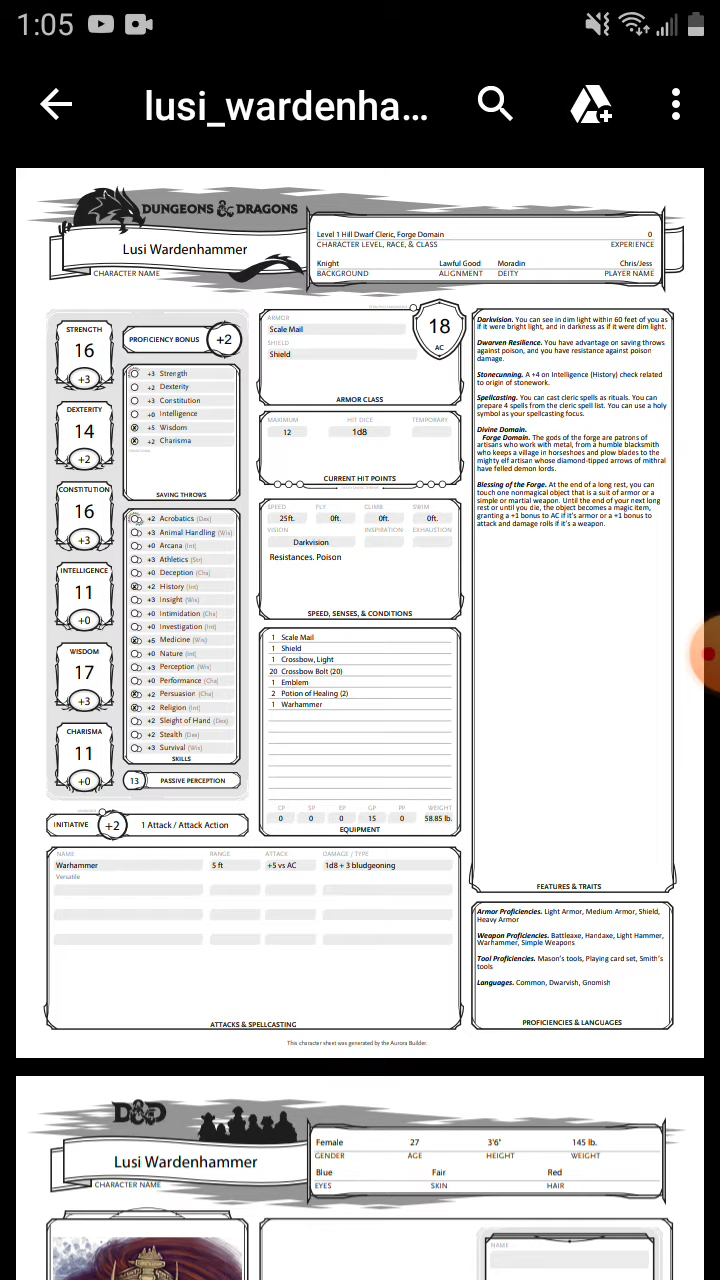 1:05
lusi_wardenha...
DUNGEONS & DRAGONS
Lusi Wardenhammer
CHARACTER NAME
Level 1 Hill Dwarf Cleric, Forge Domain 0
CHARACTER LEVEL, RACE, & CLASS EXPERIENCE
Knight Lawful Good Moradin Chris/Jess
BACKGROUND ALIGNMENT DEITY PLAYER NAME
STRENGTH
16
+3
DEXTERITY
14
+2
CONSTITUTION
16
+3
INTELLIGENCE
11
+0
WISDOM
17
+3
CHARISMA
11
+0
PROFICIENCY BONUS +2
+3 Strength
+2 Dexterity
+3 Constitution
+0 Intelligence
+5 Wisdom
+2 Charisma
SAVING THROWS
+2 Acrobatics (Dex)
+3 Animal Handling (Wis)
+0 Arcana (Int)
+3 Athletics (Str)
+0 Deception (Cha)
+2 History (Int)
+3 Insight (Wis)
+0 Intimidation (Cha)
+0 Investigation (Int)
+5 Medicine (Wis)
+0 Nature (Int)
+3 Perception (Wis)
+0 Performance (Cha)
+2 Persuasion (Cha)
+2 Religion (Int)
+2 Sleight of Hand (Dex)
+2 Stealth (Dex)
+3 Survival (Wis)
SKILLS
13 PASSIVE PERCEPTION
INITIATIVE +2 1 Attack / Attack Action
ARMOR
Scale Mail
SHIELD
Shield
18
AC
ARMOR CLASS
MAXIMUM HIT DICE TEMPORARY
12 1d8
CURRENT HIT POINTS
SPEED FLY CLIMB SWIM
25ft. 0ft. 0ft. 0ft.
VISION INSPIRATION EXHAUSTION
Darkvision
Resistances. Poison
SPEED, SENSES, & CONDITIONS
1 Scale Mail
1 Shield
1 Crossbow, Light
20 Crossbow Bolt (20)
1 Emblem
2 Potion of Healing (2)
1 Warhammer
CP SP EP GP PP WEIGHT
0 0 0 15 0 58.85 lb.
EQUIPMENT
NAME RANGE ATTACK DAMAGE / TYPE
Warhammer 5 ft +5 vs AC 1d8 + 3 bludgeoning
Versatile
ATTACKS & SPELLCASTING
Darkvision. You can see in dim light within 60 feet of you as
if it were bright light, and in darkness as if it were dim light.
Dwarven Resilience. You have advantage on saving throws
against poison, and you have resistance against poison
damage.
Stonecunning. A +4 on Intelligence (History) check related
to origin of stonework.
Spellcasting. You can cast cleric spells as rituals. You can
prepare 4 spells from the cleric spell list. You can use a holy
symbol as your spellcasting focus.
Divine Domain.
Forge Domain. The gods of the forge are patrons of
artisans who work with metal, from a humble blacksmith
who keeps a village in horseshoes and plow blades to the
mighty elf artisan whose diamond-tipped arrows of mithral
have felled demon lords.
Blessing of the Forge. At the end of a long rest, you can
touch one nonmagical object that is a suit of armor or a
simple or martial weapon. Until the end of your next long
rest or until you die, the object becomes a magic item,
granting a +1 bonus to AC if it's armor or a +1 bonus to
attack and damage rolls if it's a weapon.
FEATURES & TRAITS
Armor Proficiencies. Light Armor, Medium Armor, Shield,
Heavy Armor
Weapon Proficiencies. Battleaxe, Handaxe, Light Hammer,
Warhammer, Simple Weapons
Tool Proficiencies. Mason's tools, Playing card set, Smith's
tools
Languages. Common, Dwarvish, Gnomish
PROFICIENCIES & LANGUAGES
This character sheet was generated by the Aurora Builder.
D&D
Lusi Wardenhammer
CHARACTER NAME
Female 27 3'6" 145 lb.
GENDER AGE HEIGHT WEIGHT
Blue Fair Red
EYES SKIN HAIR
NAME